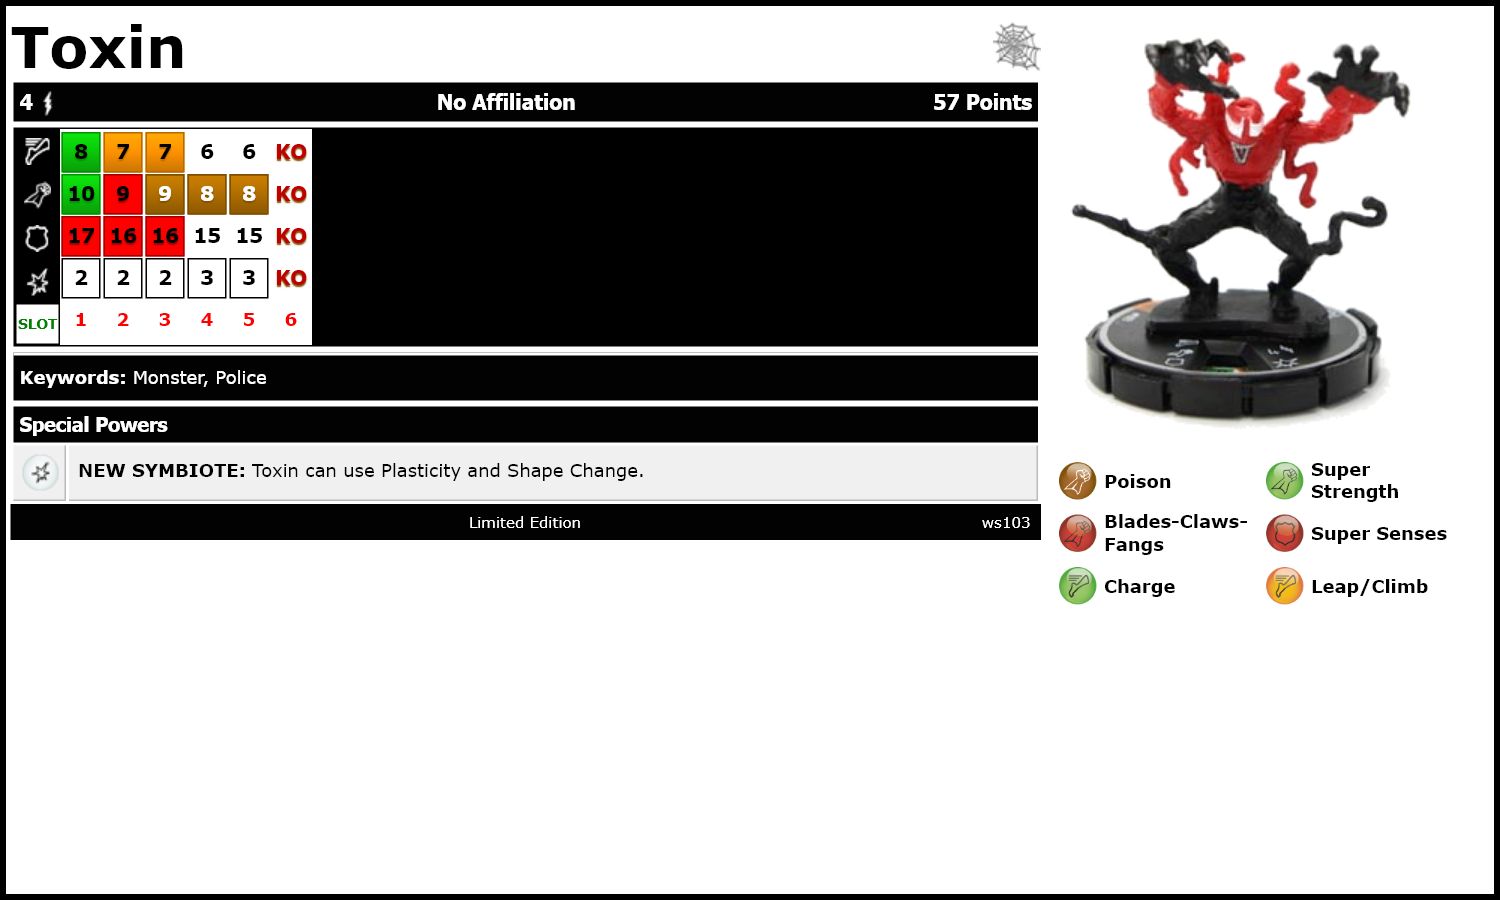 Toxin
4 No Affiliation 57 Points
8 7 7 6 6 KO
10 9 9 8 8 KO
17 16 16 15 15 KO
2 2 2 3 3 KO
SLOT 1 2 3 4 5 6
Keywords: Monster, Police
Special Powers
NEW SYMBIOTE: Toxin can use Plasticity and Shape Change.
Limited Edition ws103
Poison
Super
Strength
Blades-Claws-
Fangs
Super Senses
Charge
Leap/Climb